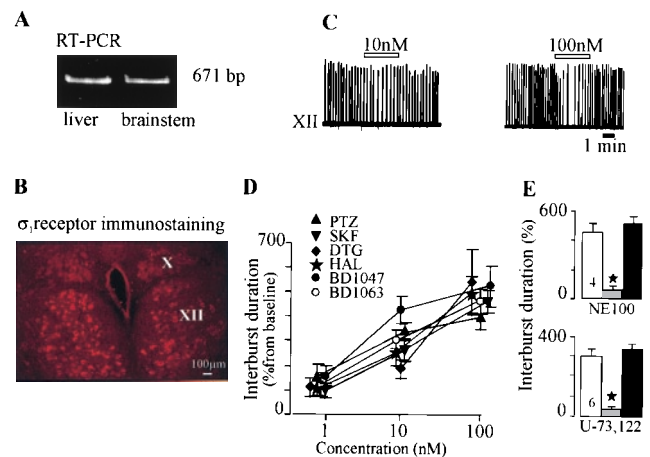 A
RT-PCR
671 bp
liver brainstem
B
σ1receptor immunostaining
X
XII
100μm
C
10nM
100nM
XII
1 min
D
PTZ
SKF
DTG
HAL
BD1047
BD1063
700
0
Interburst duration
(%from baseline)
1 10 100
Concentration (nM)
E
Interburst duration (%)
600
0
4
★
NE100
400
0
6
★
U-73,122